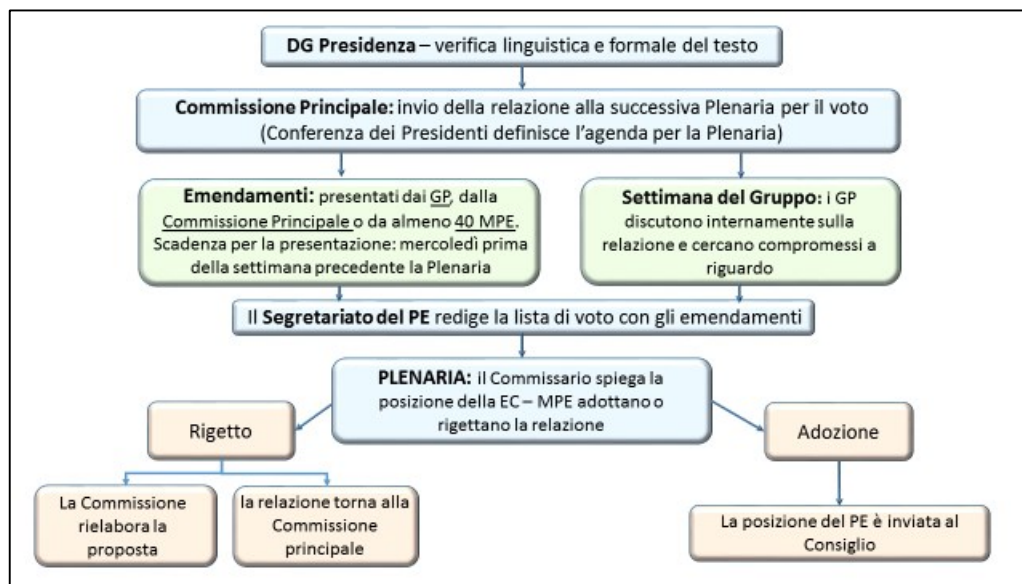 DG Presidenza – verifica linguistica e formale del testo
Commissione Principale: invio della relazione alla successiva Plenaria per il voto
(Conferenza dei Presidenti definisce l'agenda per la Plenaria)
Emendamenti: presentati dai GP, dalla
Commissione Principale o da almeno 40 MPE.
Scadenza per la presentazione: mercoledì prima
della settimana precedente la Plenaria
Settimana del Gruppo: i GP
discutono internamente sulla
relazione e cercano compromessi a
riguardo
Il Segretariato del PE redige la lista di voto con gli emendamenti
PLENARIA: il Commissario spiega la
posizione della EC – MPE adottano o
rigettano la relazione
Rigetto
Adozione
La Commissione
rielabora la
proposta
la relazione torna alla
Commissione
principale
La posizione del PE è inviata al
Consiglio